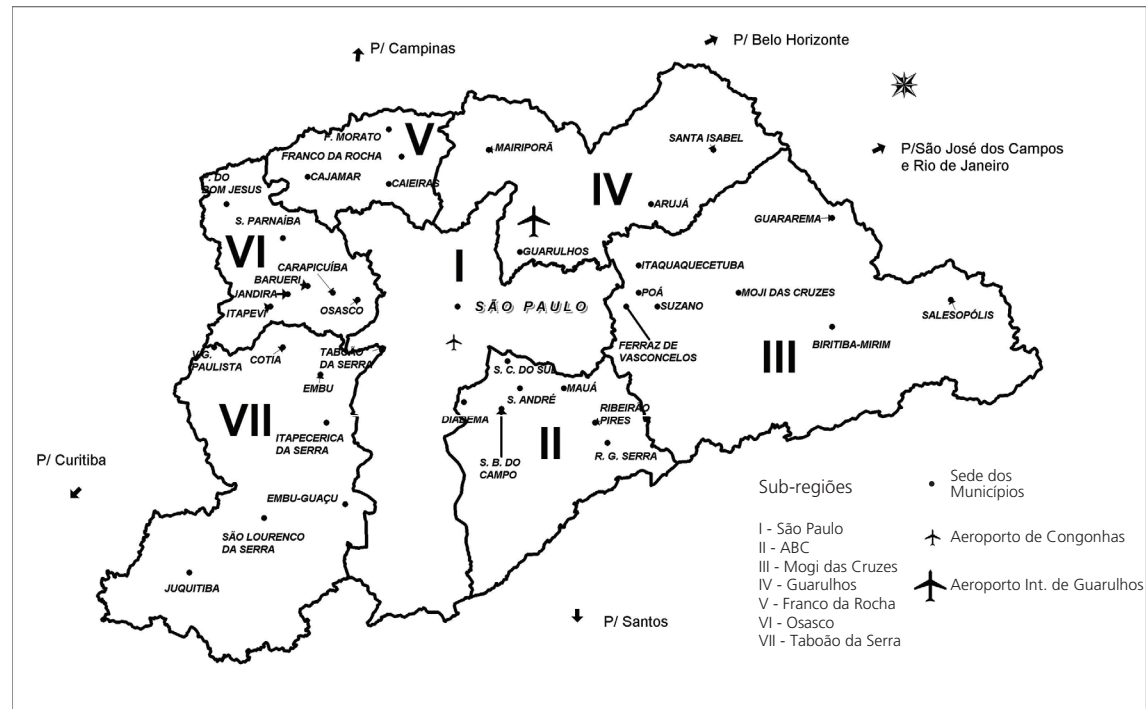 P/ Campinas
P/ Belo Horizonte
P/São José dos Campos
e Rio de Janeiro
F. MORATO
V
FRANCO DA ROCHA
CAJAMAR
CAIEIRAS
MAIRIPORÃ
SANTA ISABEL
IV
ARUJÁ
GUARULHOS
P. DO
BOM JESUS
S. PARNAÍBA
VI
CARAPICUÍBA
BARUERI
JANDIRA
ITAPEVI
OSASCO
I
SÃO PAULO
GUARAREMA
ITAQUAQUECETUBA
POÁ
SUZANO
MOJI DAS CRUZES
SALESOPÓLIS
FERRAZ DE
VASCONCELOS
BIRITIBA-MIRIM
III
V.G.
PAULISTA
COTIA
TABOÃO
DA SERRA
EMBU
VII
ITAPECERICA
DA SERRA
S. C. DO SUL
S. ANDRÉ
MAUÁ
DIADEMA
RIBEIRÃO
PIRES
II
S. B. DO
CAMPO
R. G. SERRA
P/ Curitiba
EMBU-GUAÇU
SÃO LOURENCO
DA SERRA
JUQUITIBA
P/ Santos
Sub-regiões
I - São Paulo
II - ABC
III - Mogi das Cruzes
IV - Guarulhos
V - Franco da Rocha
VI - Osasco
VII - Taboão da Serra
Sede dos
Municípios
Aeroporto de Congonhas
Aeroporto Int. de Guarulhos